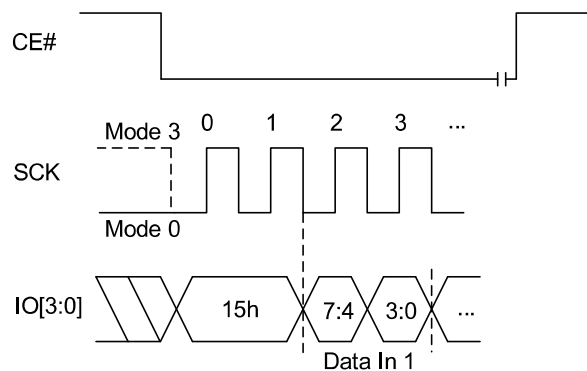 CE#
Mode 3 0 1 2 3 ...
SCK
Mode 0
IO[3:0] 15h 7:4 3:0 ...
Data In 1